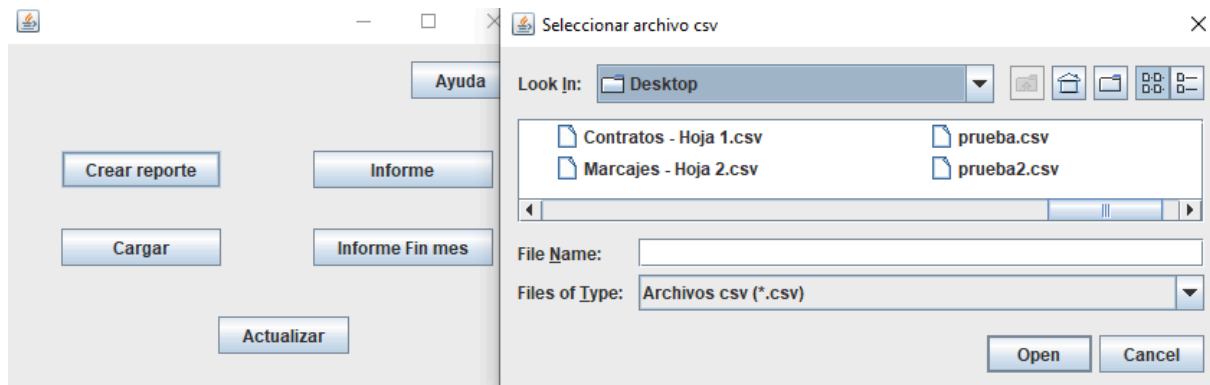 Ayuda
Crear reporte
Informe
Cargar
Informe Fin mes
Actualizar
Seleccionar archivo csv
Look In:
Desktop
Contratos - Hoja 1.csv
prueba.csv
Marcajes - Hoja 2.csv
prueba2.csv
File Name:
Files of Type:
Archivos csv (*.csv)
Open
Cancel